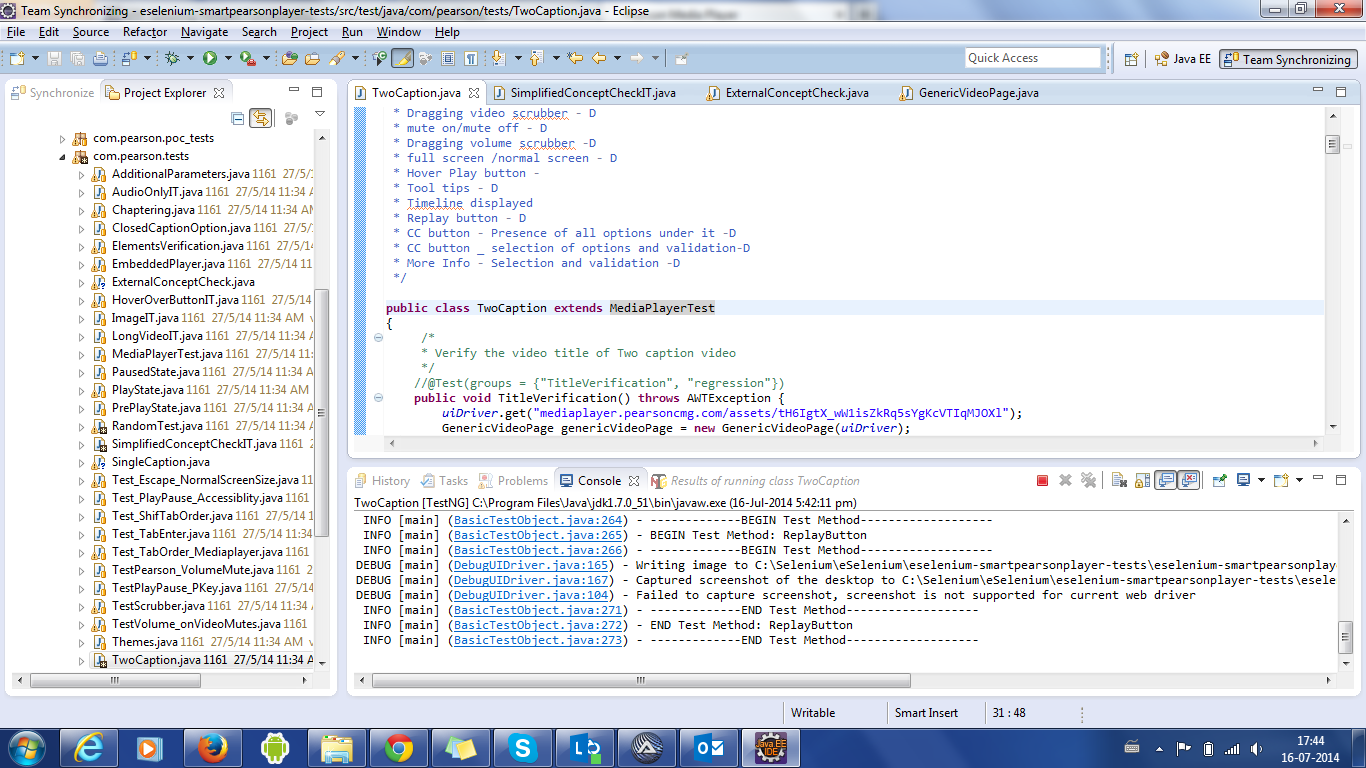 Team Synchronizing - eselenium-smartpearsonplayer-tests/src/test/java/com/pearson/tests/TwoCaption.java - Eclipse
File Edit Source Refactor Navigate Search Project Run Window Help
Quick Access
Java EE
Team Synchronizing
Synchronize
Project Explorer
com.pearson.poc_tests
com.pearson.tests
AdditionalParameters.java 1161 27/5/1
AudioOnlyIT.java 1161 27/5/14 11:34 A
Chaptering.java 1161 27/5/14 11:34 AM
ClosedCaptionOption.java 1161 27/5/
ElementsVerification.java 1161 27/5/14
EmbeddedPlayer.java 1161 27/5/14 11
ExternalConceptCheck.java
HoverOverButtonIT.java 1161 27/5/14
ImageIT.java 1161 27/5/14 11:34 AM v
LongVideoIT.java 1161 27/5/14 11:34 A
MediaPlayerTest.java 1161 27/5/14 11:
PausedState.java 1161 27/5/14 11:34 A
PlayState.java 1161 27/5/14 11:34 AM
PrePlayState.java 1161 27/5/14 11:34 A
RandomTest.java 1161 27/5/14 11:34 A
SimplifiedConceptCheckIT.java 1161 2
SingleCaption.java
Test_Escape_NormalScreenSize.java 11
Test_PlayPause_Accessiblity.java 1161
Test_ShifTabOrder.java 1161 27/5/14 1
Test_TabEnter.java 1161 27/5/14 11:34
Test_TabOrder_Mediaplayer.java 1161
TestPearson_VolumeMute.java 1161 2
TestPlayPause_PKey.java 1161 27/5/14
TestScrubber.java 1161 27/5/14 11:34 A
TestVolume_onVideoMutes.java 1161
Themes.java 1161 27/5/14 11:34 AM v
TwoCaption.java 1161 27/5/14 11:34 A
TwoCaption.java
SimplifiedConceptCheckIT.java
ExternalConceptCheck.java
GenericVideoPage.java
* Dragging video scrubber - D
* mute on/mute off - D
* Dragging volume scrubber -D
* full screen /normal screen - D
* Hover Play button -
* Tool tips - D
* Timeline displayed
* Replay button - D
* CC button - Presence of all options under it -D
* CC button _ selection of options and validation-D
* More Info - Selection and validation -D
*/
public class TwoCaption extends MediaPlayerTest
{
/*
* Verify the video title of Two caption video
*/
//@Test(groups = {"TitleVerification", "regression"})
public void TitleVerification() throws AWTException {
uiDriver.get("mediaplayer.pearsoncmg.com/assets/tH6IgtX_wW1isZkRq5sYgKcVTIqMJOXl");
GenericVideoPage genericVideoPage = new GenericVideoPage(uiDriver);
History Tasks Problems Console Results of running class TwoCaption
TwoCaption [TestNG] C:\Program Files\Java\jdk1.7.0_51\bin\javaw.exe (16-Jul-2014 5:42:11 pm)
INFO [main] (BasicTestObject.java:264) - -------------BEGIN Test Method-------------------
INFO [main] (BasicTestObject.java:265) - BEGIN Test Method: ReplayButton
INFO [main] (BasicTestObject.java:266) - -------------BEGIN Test Method-------------------
DEBUG [main] (DebugUIDriver.java:165) - Writing image to C:\Selenium\eSelenium\eselenium-smartpearsonplayer-tests\eselenium-smartpearsonplay
DEBUG [main] (DebugUIDriver.java:167) - Captured screenshot of the desktop to C:\Selenium\eSelenium\eselenium-smartpearsonplayer-tests\esele
DEBUG [main] (DebugUIDriver.java:104) - Failed to capture screenshot, screenshot is not supported for current web driver
INFO [main] (BasicTestObject.java:271) - -------------END Test Method-------------------
INFO [main] (BasicTestObject.java:272) - END Test Method: ReplayButton
INFO [main] (BasicTestObject.java:273) - -------------END Test Method-------------------
Writable
Smart Insert
31 : 48
Java EE
IDE
17:44
16-07-2014